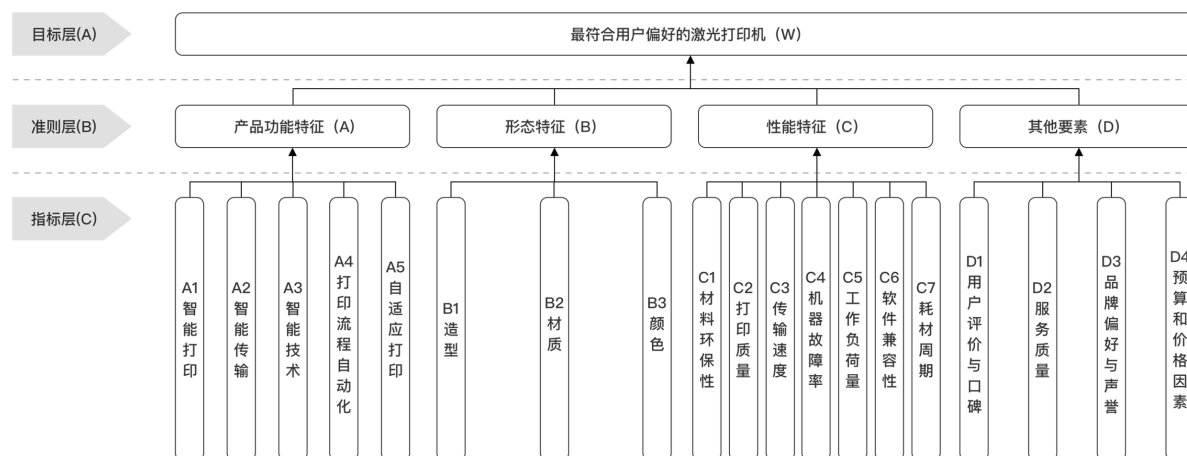 目标层(A)
最符合用户偏好的激光打印机（W）
准则层(B)
产品功能特征（A）
形态特征（B）
性能特征（C）
其他要素（D）
指标层(C)
A1智能打印
A2智能传输
A3智能技术
A4打印流程自动化
A5自适应打印
B1造型
B2材质
B3颜色
C1材料环保性
C2打印质量
C3传输速度
C4机器故障率
C5工作负荷量
C6软件兼容性
C7耗材周期
D1用户评价与口碑
D2服务质量
D3品牌偏好与声誉
D4预算和价格因素